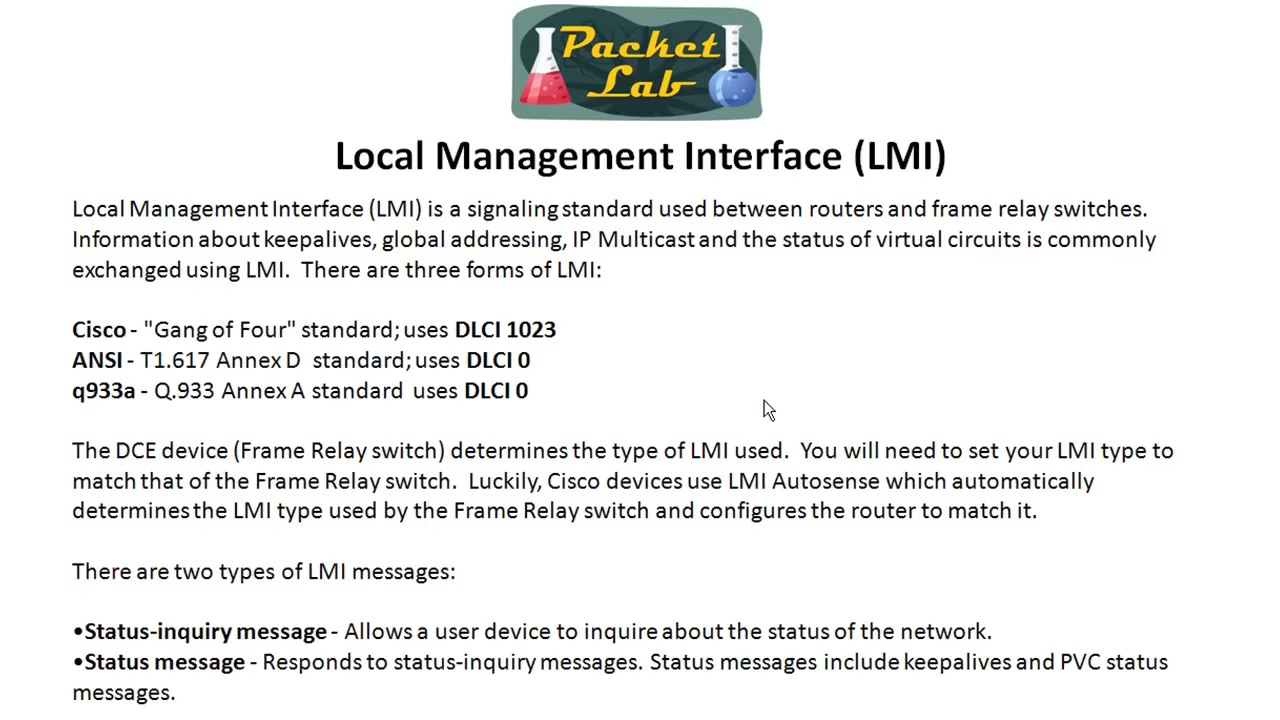 Packet
Lab
Local Management Interface (LMI)
Local Management Interface (LMI) is a signaling standard used between routers and frame relay switches.
Information about keepalives, global addressing, IP Multicast and the status of virtual circuits is commonly
exchanged using LMI.  There are three forms of LMI:
Cisco - "Gang of Four" standard; uses DLCI 1023
ANSI - T1.617 Annex D  standard; uses DLCI 0
q933a - Q.933 Annex A standard  uses DLCI 0
The DCE device (Frame Relay switch) determines the type of LMI used.  You will need to set your LMI type to
match that of the Frame Relay switch.  Luckily, Cisco devices use LMI Autosense which automatically
determines the LMI type used by the Frame Relay switch and configures the router to match it.
There are two types of LMI messages:
•Status-inquiry message - Allows a user device to inquire about the status of the network.
•Status message - Responds to status-inquiry messages. Status messages include keepalives and PVC status
messages.